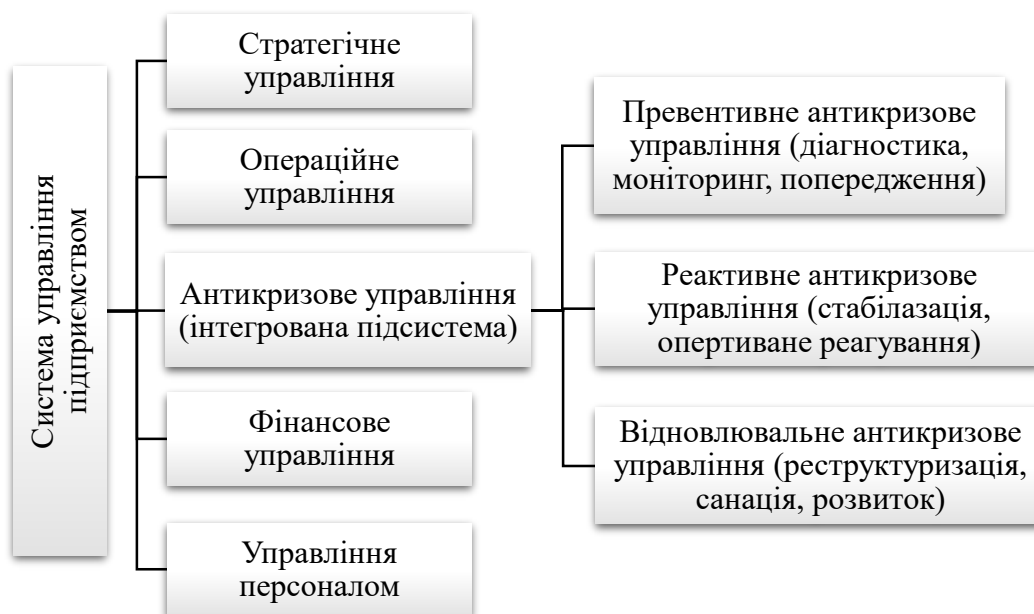 Система управління
підприємством
Стратегічне
управління
Операційне
управління
Антикризове управління
(інтегрована підсистема)
Фінансове
управління
Управління
персоналом
Превентивне антикризове
управління (діагностика,
моніторинг, попередження)
Реактивне антикризове
управління (стабілазація,
опертиване реагування)
Відновлювальне антикризове
управління (реструктуризація,
санація, розвиток)